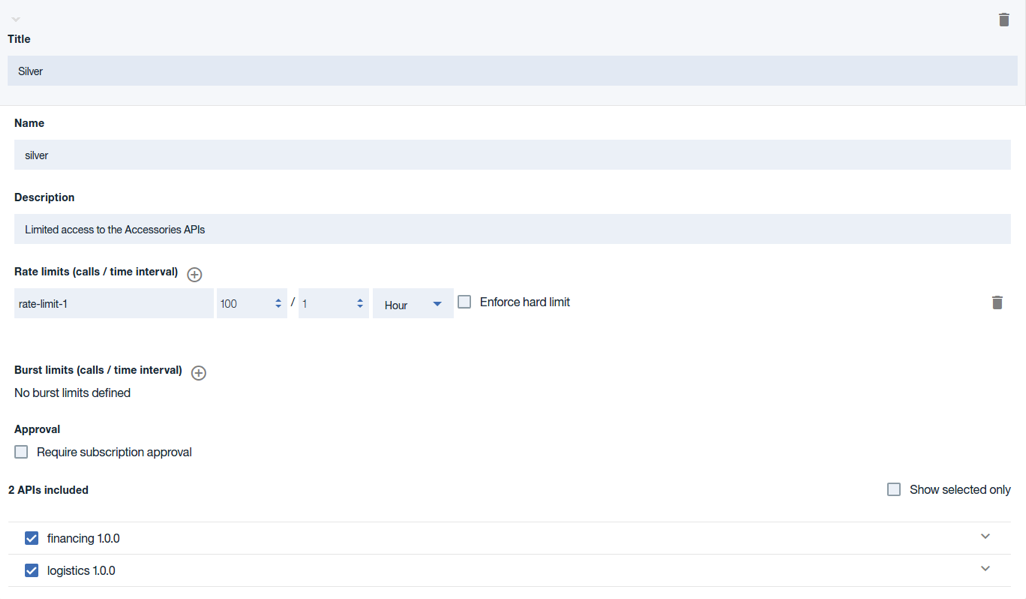 Title
Silver
Name
silver
Description
Limited access to the Accessories APIs
Rate limits (calls / time interval)
rate-limit-1 100 / 1 Hour Enforce hard limit
Burst limits (calls / time interval)
No burst limits defined
Approval
Require subscription approval
2 APIs included Show selected only
financing 1.0.0
logistics 1.0.0